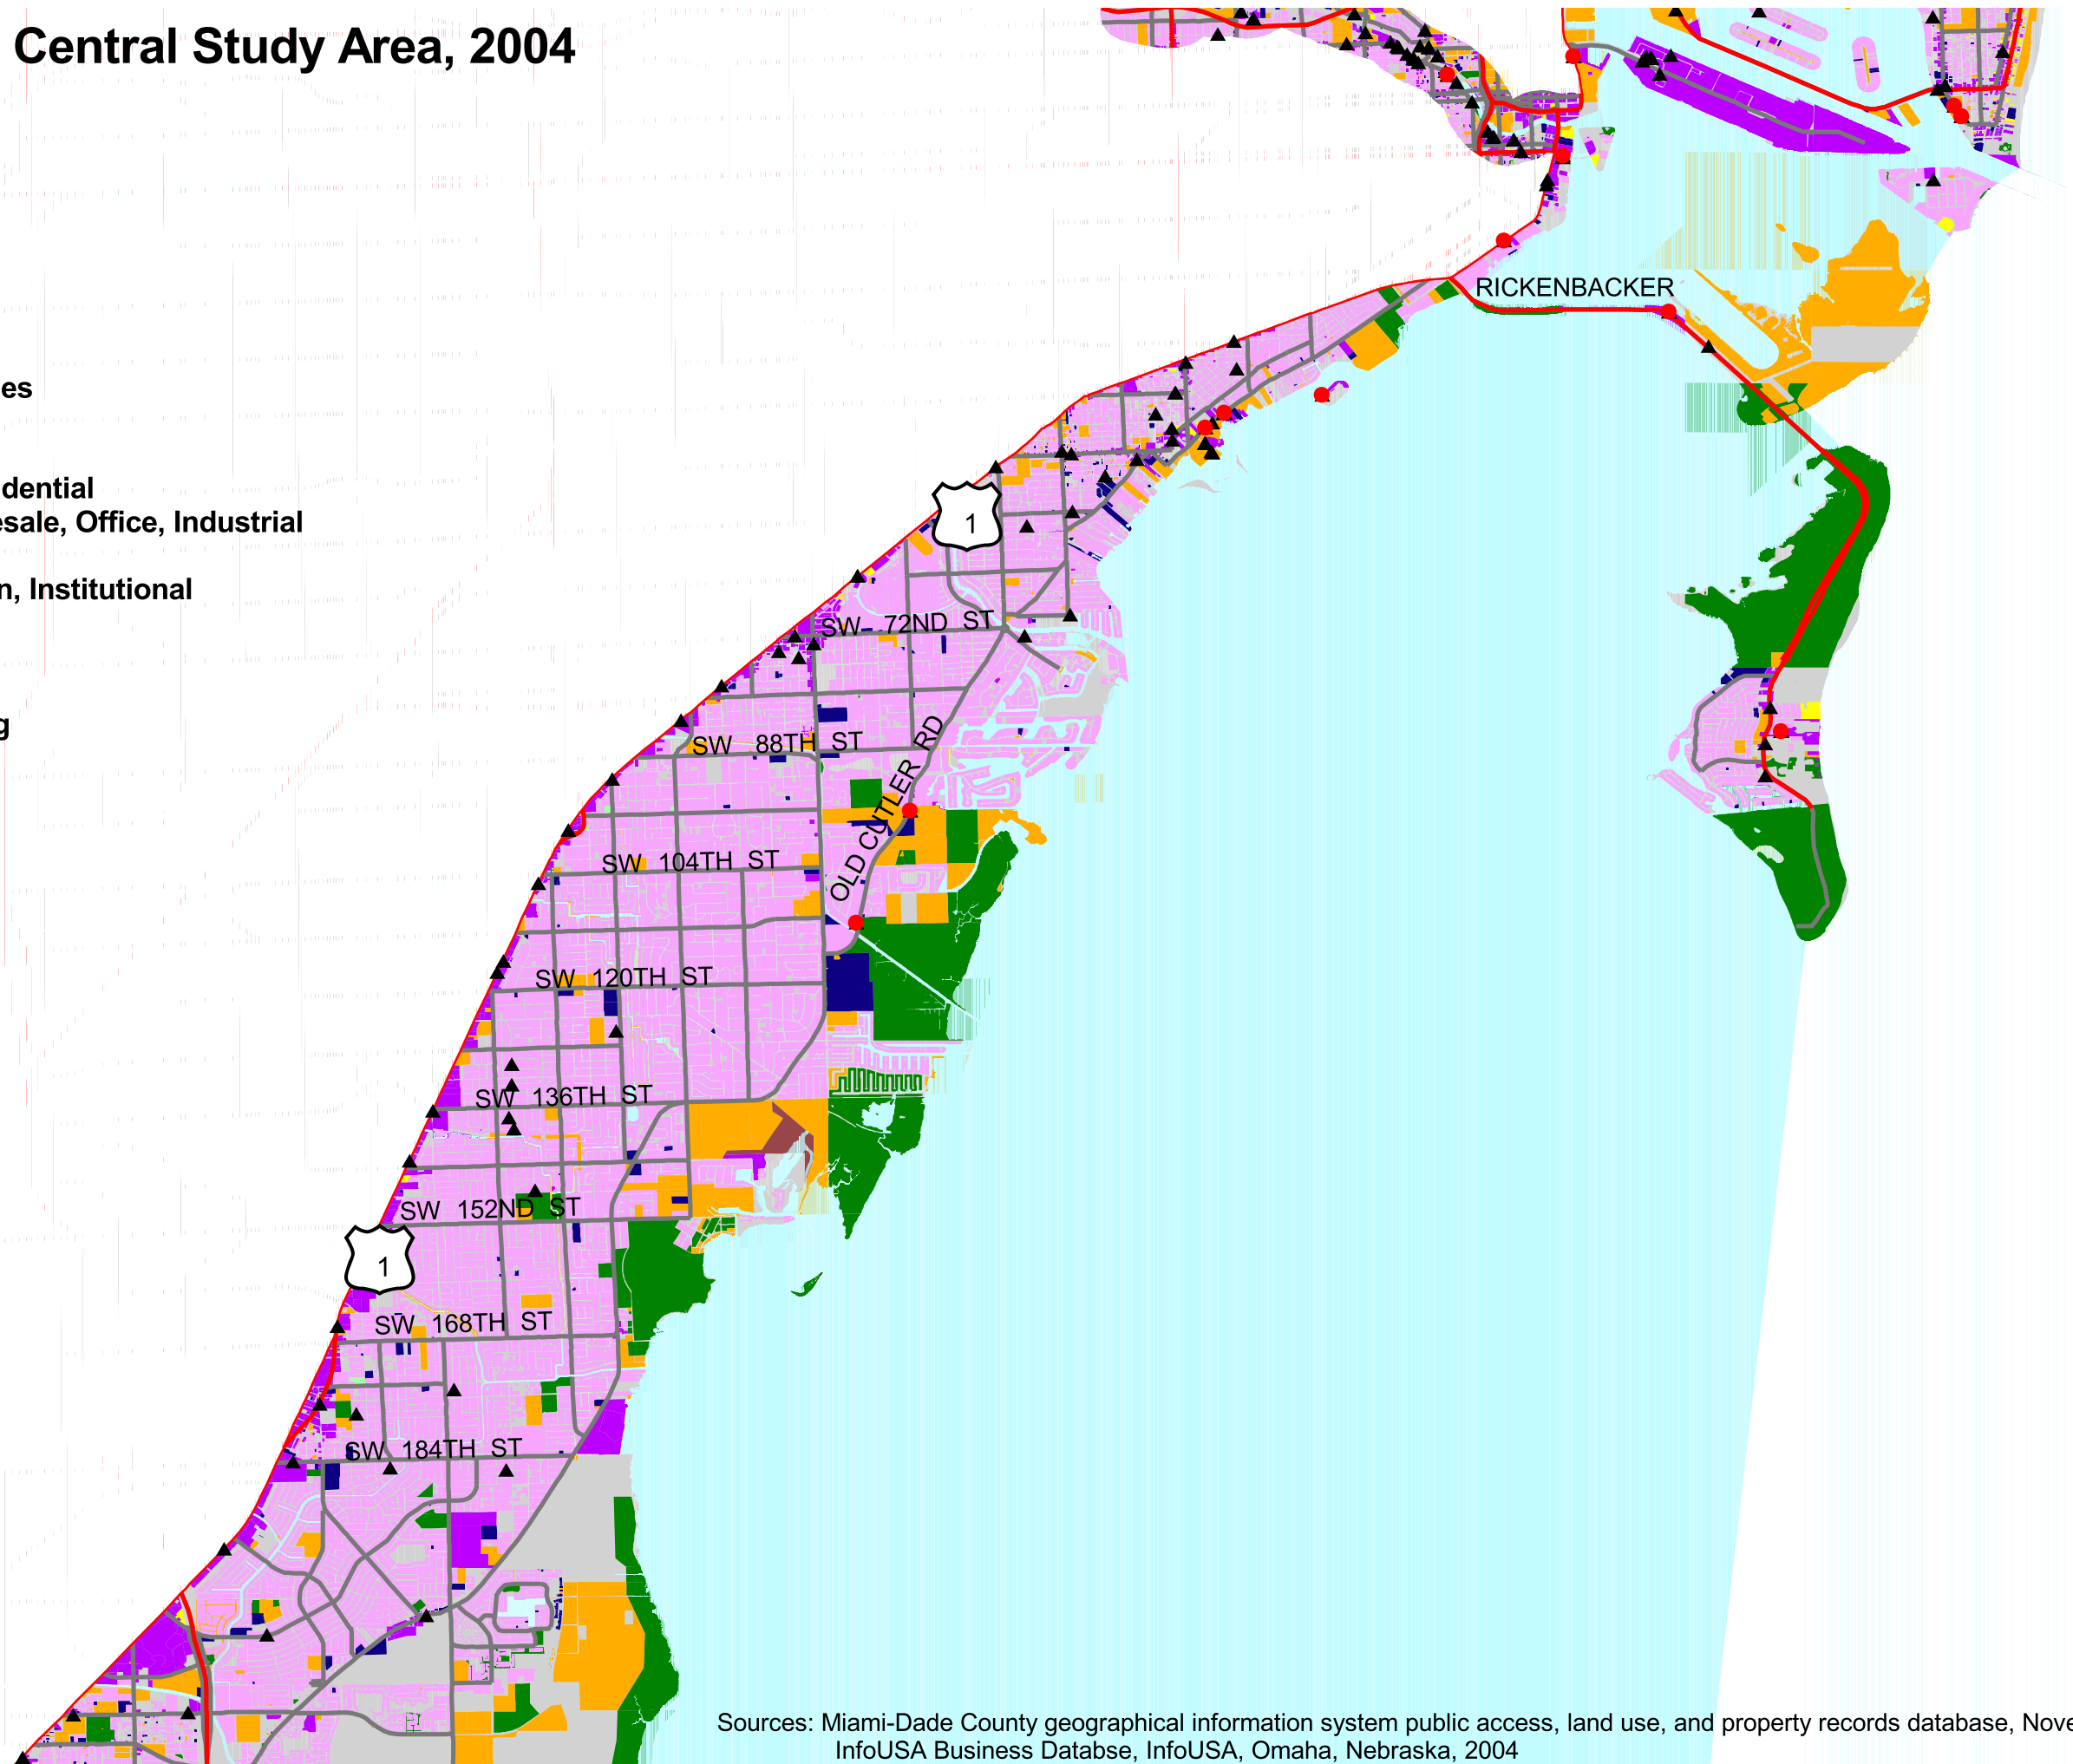 Central Study Area, 2004
RICKENBACKER
es
dential
esale, Office, Industrial
1
n, Institutional
SW 72ND ST
g
SW 88TH ST
OLD CUTLER RD
SW 104TH ST
SW 120TH ST
SW 136TH ST
SW 152ND ST
1
SW 168TH ST
SW 184TH ST
Sources: Miami-Dade County geographical information system public access, land use, and property records database, Nove
InfoUSA Business Databse, InfoUSA, Omaha, Nebraska, 2004